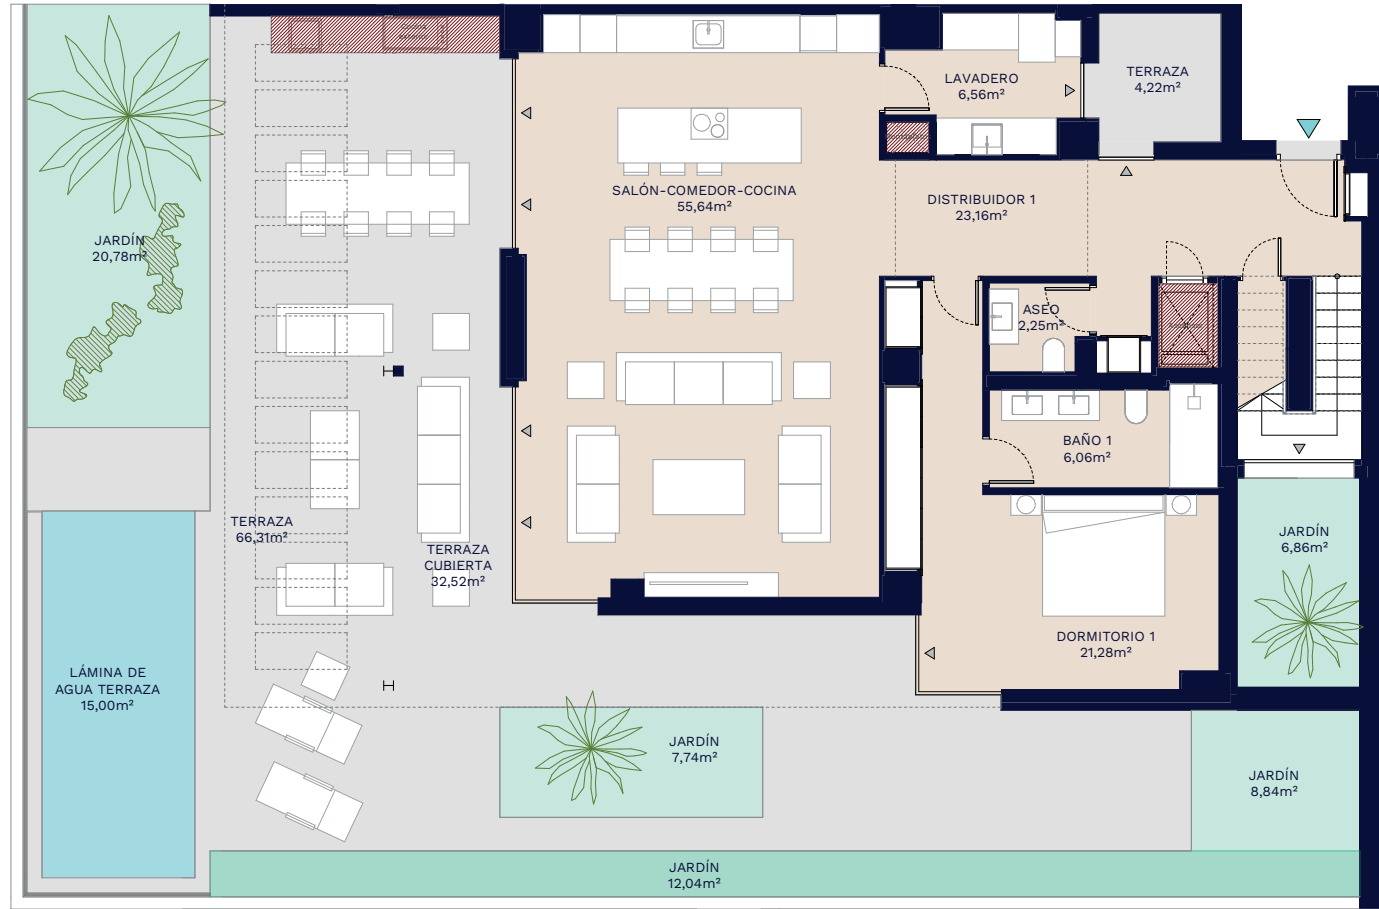 LAVADERO
6,56m²
TERRAZA
4,22m²
SALÓN-COMEDOR-COCINA
55,64m²
DISTRIBUIDOR 1
23,16m²
JARDÍN
20,78m²
ASEO
2,25m²
BAÑO 1
6,06m²
TERRAZA
66,31m²
TERRAZA
CUBIERTA
32,52m²
JARDÍN
6,86m²
DORMITORIO 1
21,28m²
LÁMINA DE
AGUA TERRAZA
15,00m²
JARDÍN
7,74m²
JARDÍN
8,84m²
JARDÍN
12,04m²